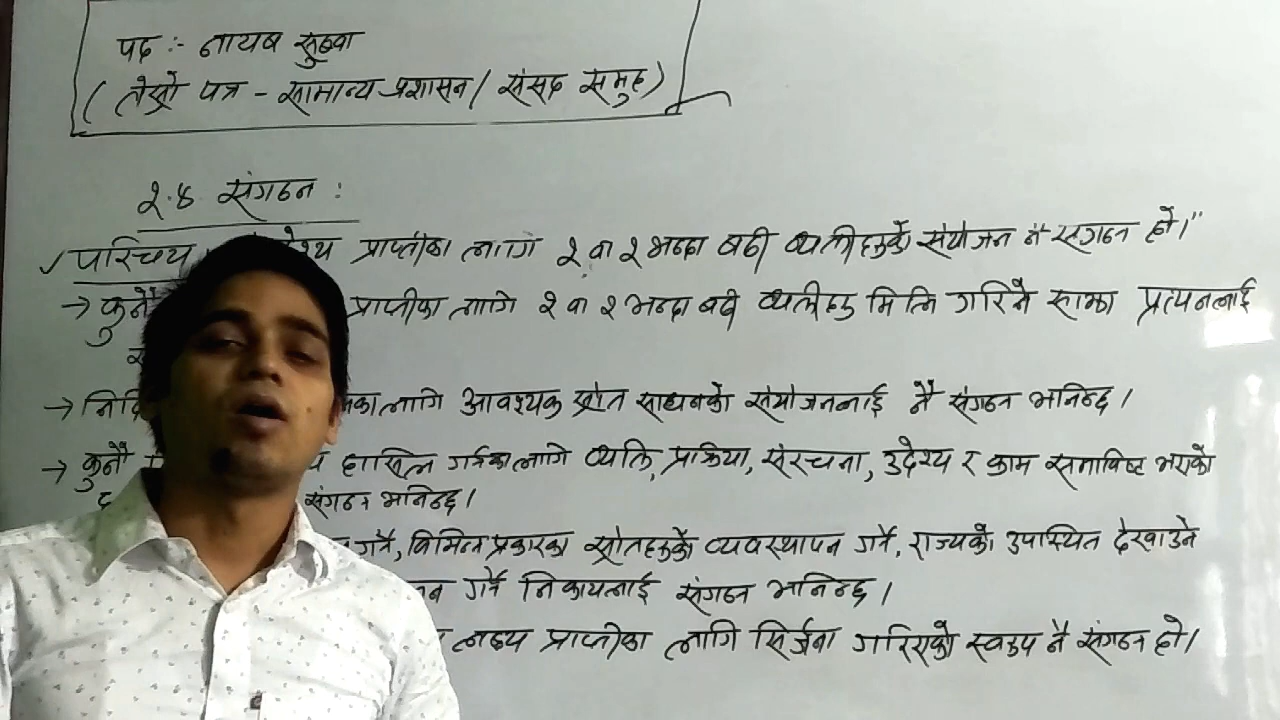 पद :- नायब सुब्बा
( तेस्रो पत्र - सामान्य प्रशासन / संसद समुह )
२.४ संगठन :
परिचय प्राप्तीका लागि २ वा २ भन्दा बढी व्यक्तीहरुको संयोजन नै संगठन हो।"
→ कुनै प्राप्तीका लागि २ वा २ भन्दा बढी व्यक्तीहरु मिलि गरिने साझा प्रत्यनलाई
→ लागि आवश्यक स्रोत साधनको संयोजनलाई नै संगठन भनिन्छ।
→ कुनै हासिल गर्नका लागि व्यक्ति, प्रक्रिया, संरचना, उद्देश्य र काम समाविष्ट भएको
संगठन भनिन्छ।
गर्ने, विभिन्न प्रकारका स्रोतहरुको व्यवस्थापन गर्ने, राज्यको उपस्थित देखाउने
गर्ने निकायलाई संगठन भनिन्छ।
लक्ष्य प्राप्तीका लागि सिर्जना गरिएको स्वरुप नै संगठन हो।